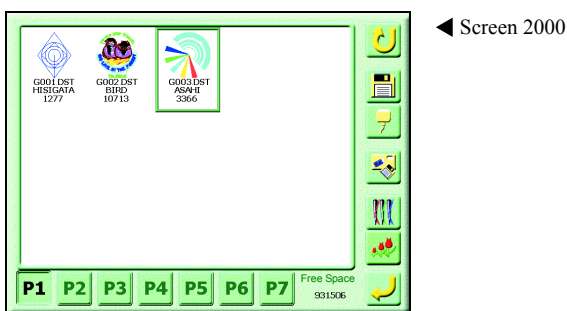 ◀ Screen 2000
G001.DST G002.DST G003.DST
HISIGATA BIRD ASAHI
1277 10713 3366
P1 P2 P3 P4 P5 P6 P7 Free Space
931506